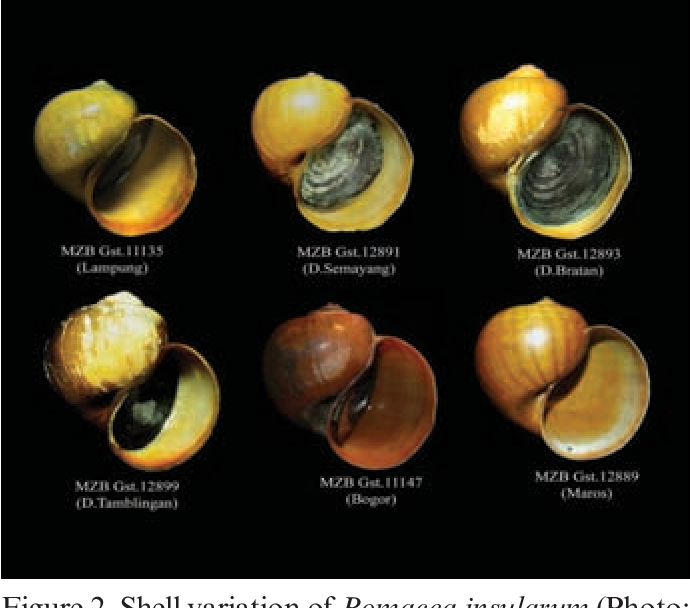 MZB Gst.11135
(Lampung)
MZB Gst.12891
(D.Semayang)
MZB Gst.12893
(D.Bratan)
MZB Gst.12899
(D.Tamblingan)
MZB Gst.11147
(Bogor)
MZB Gst.12889
(Maros)
Figure 2. Shell variation of Pomacea insularum (Photo: